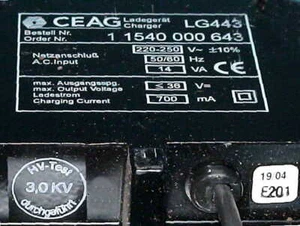 CEAG Ladegerät Charger LG443
Bestell Nr.
Order Nr. 1 1540 000 643
Netzanschluß 220-250 V~ ±10%
A.C. Input 50/60 Hz
14 VA CE
max. Ausgangsspg.
max. Output Voltage ≤ 38 V=
Ladestrom
Charging Current 700 mA
HV-Test
3,0 KV
durchgeführt
19 04
E201